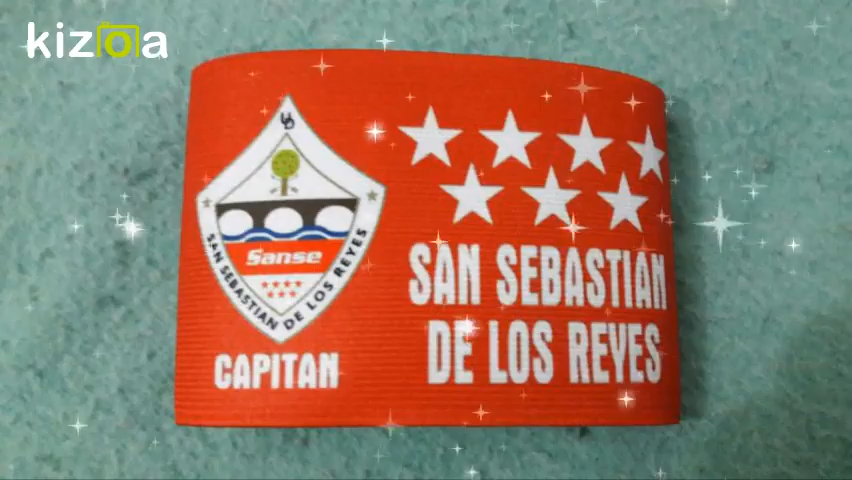 kizoa
UD
Sanse
SAN SEBASTIAN DE LOS REYES
CAPITAN
SAN SEBASTIAN
DE LOS REYES